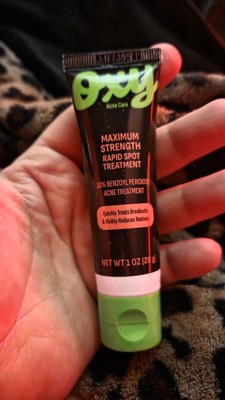 Oxy
Acne Care
MAXIMUM
STRENGTH
RAPID SPOT
TREATMENT
10% BENZOYL PEROXIDE
ACNE TREATMENT
Quickly Treats Breakouts
& Visibly Reduces Redness
NET WT 1 OZ (28 g)